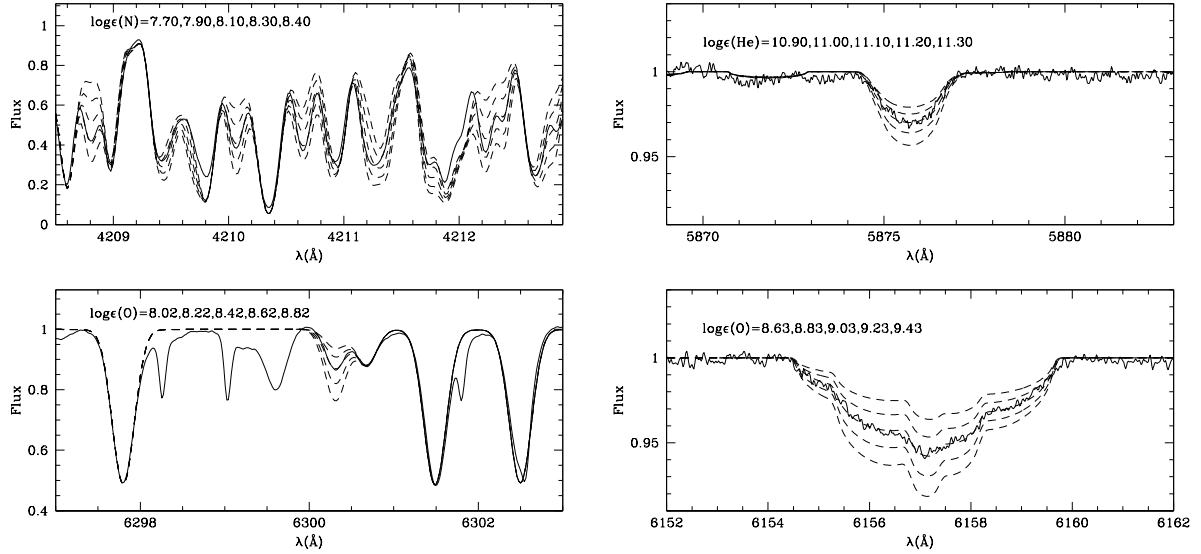 logε(N)=7.70,7.90,8.10,8.30,8.40
1
0.8
0.6
0.4
0.2
0
Flux
4209
4210
4211
4212
λ(Å)
logε(He)=10.90,11.00,11.10,11.20,11.30
1
0.95
Flux
5870
5875
5880
λ(Å)
logε(O)=8.02,8.22,8.42,8.62,8.82
1
0.8
0.6
0.4
Flux
6298
6300
6302
λ(Å)
logε(O)=8.63,8.83,9.03,9.23,9.43
1
0.95
Flux
6152
6154
6156
6158
6160
6162
λ(Å)